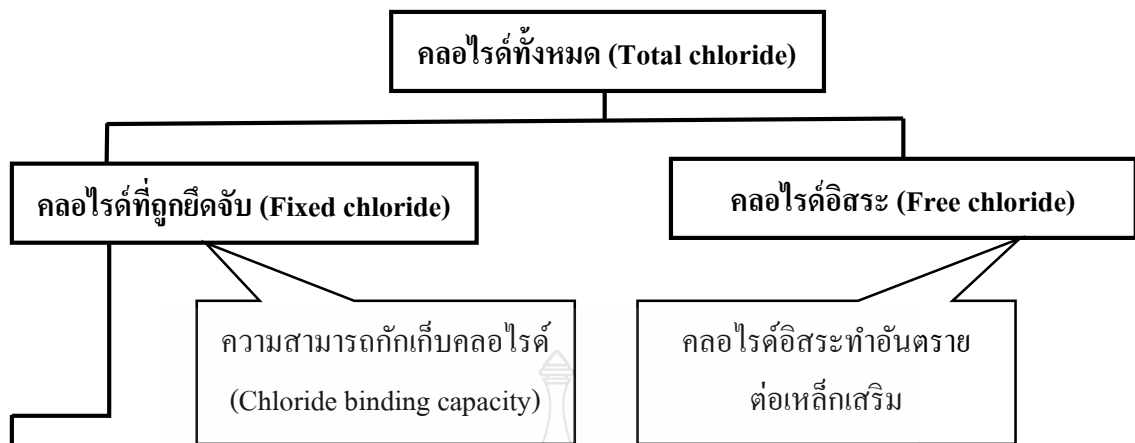 คลอไรด์ทั้งหมด (Total chloride)
คลอไรด์ที่ถูกยึดจับ (Fixed chloride)
คลอไรด์อิสระ (Free chloride)
ความสามารถกักเก็บคลอไรด์
(Chloride binding capacity)
คลอไรด์อิสระทำอันตราย
ต่อเหล็กเสริม